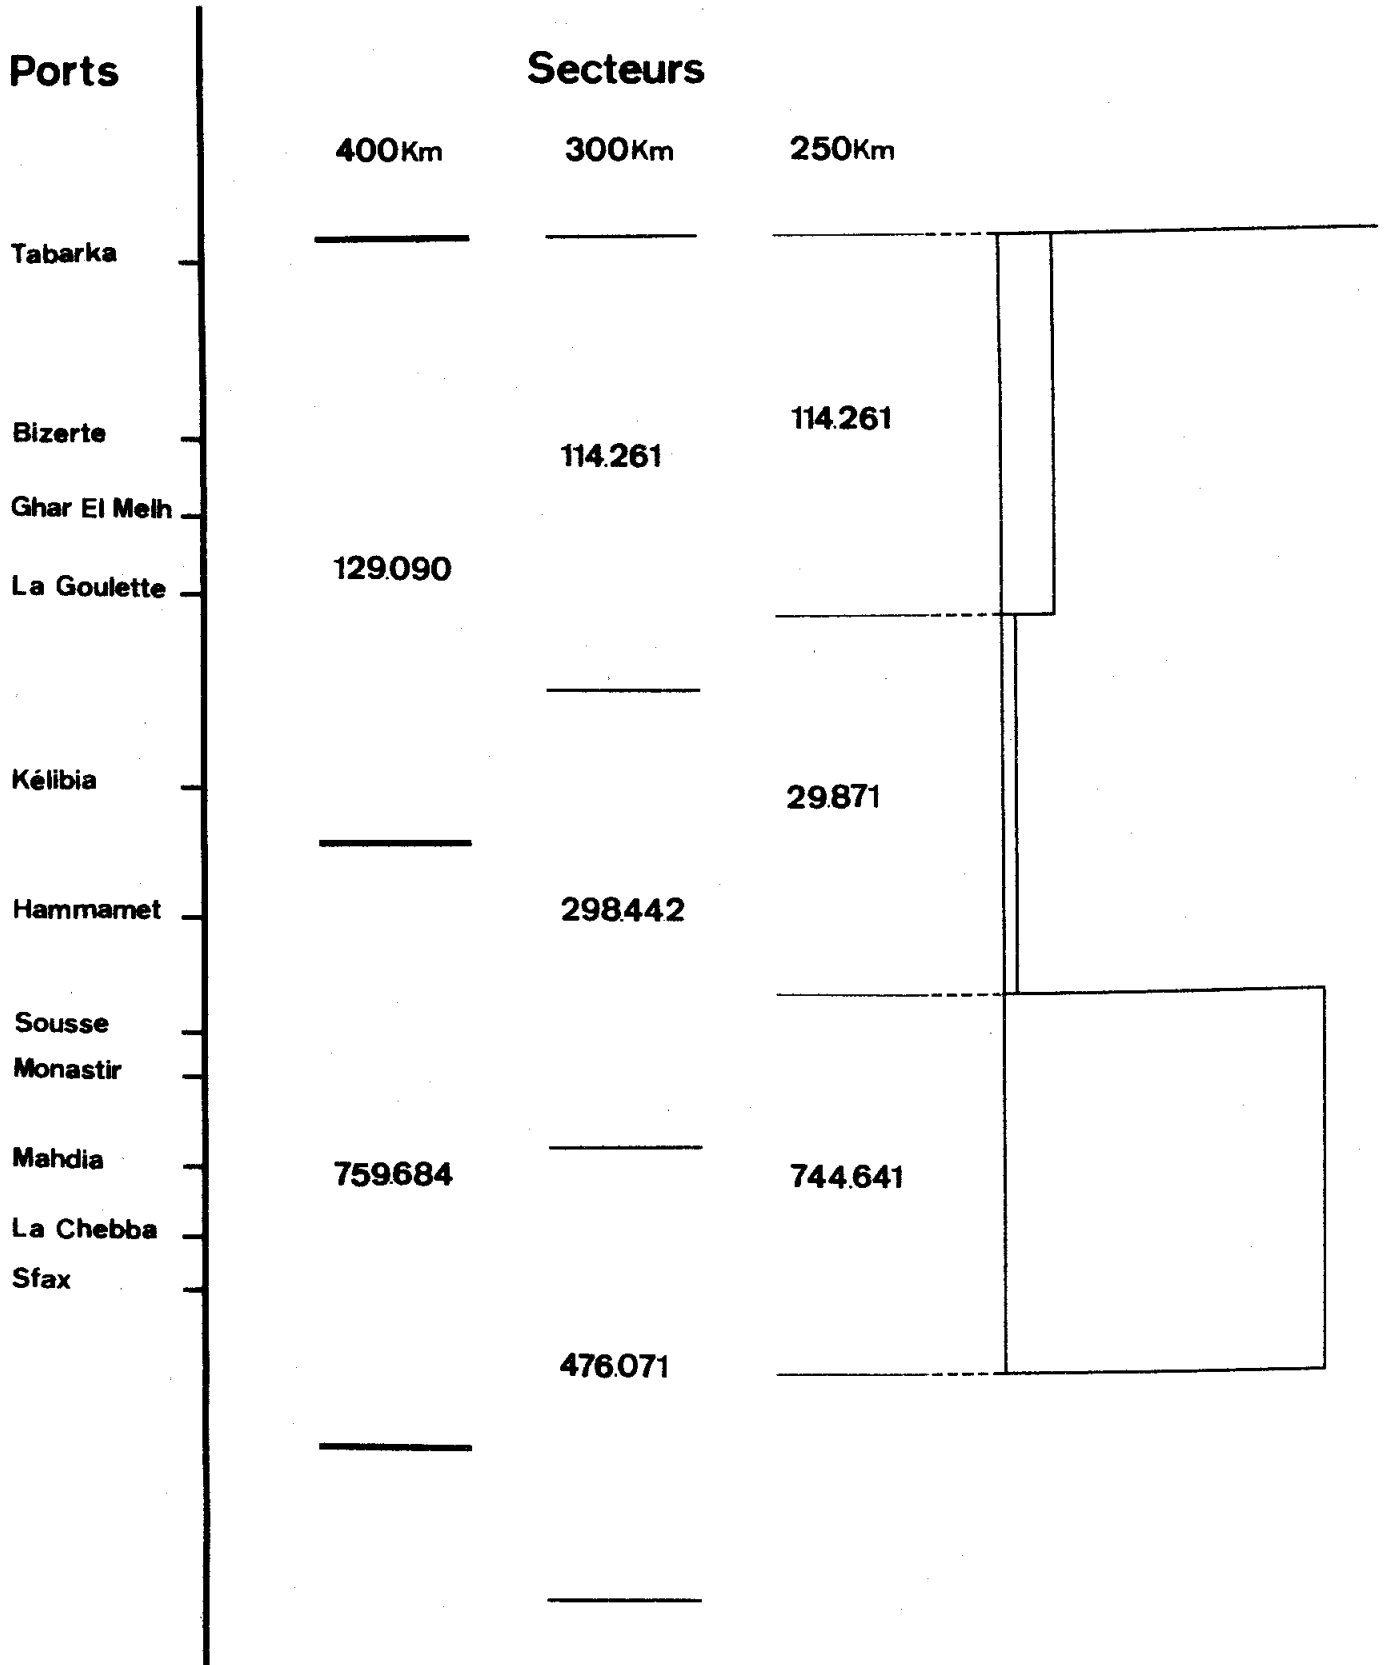 Ports
Secteurs
400Km 300Km 250Km
Tabarka
114.261
Bizerte
114.261
Ghar El Melh
129.090
La Goulette
Kélibia
29.871
Hammamet
298.442
Sousse
Monastir
Mahdia
759.684
744.641
La Chebba
Sfax
476.071